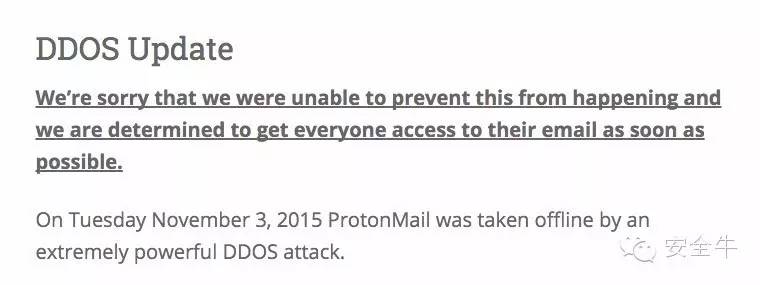 DDOS Update
We’re sorry that we were unable to prevent this from happening and
we are determined to get everyone access to their email as soon as
possible.
On Tuesday November 3, 2015 ProtonMail was taken offline by an
extremely powerful DDOS attack.
安全牛